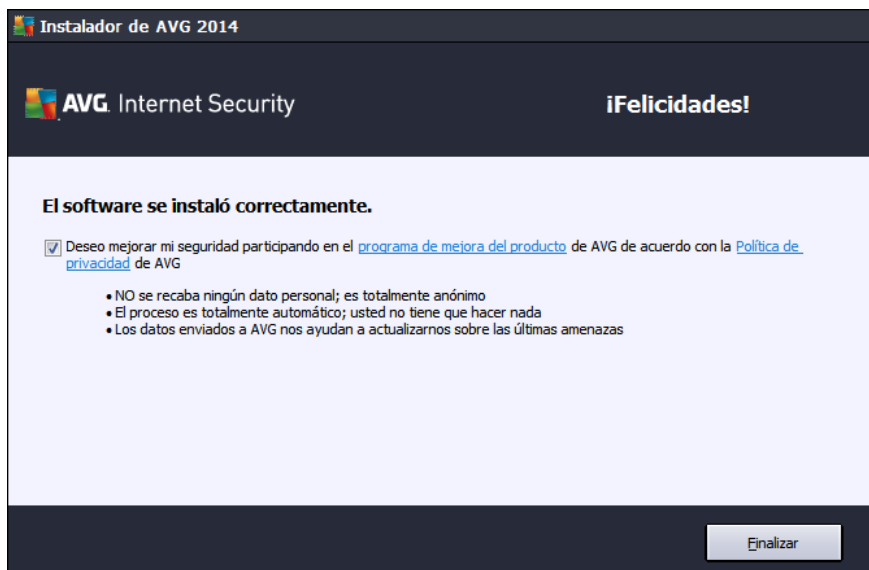 Instalador de AVG 2014
AVG. Internet Security
¡Felicidades!
El software se instaló correctamente.
Deseo mejorar mi seguridad participando en el programa de mejora del producto de AVG de acuerdo con la Política de
privacidad de AVG
• NO se recaba ningún dato personal; es totalmente anónimo
• El proceso es totalmente automático; usted no tiene que hacer nada
• Los datos enviados a AVG nos ayudan a actualizarnos sobre las últimas amenazas
Finalizar